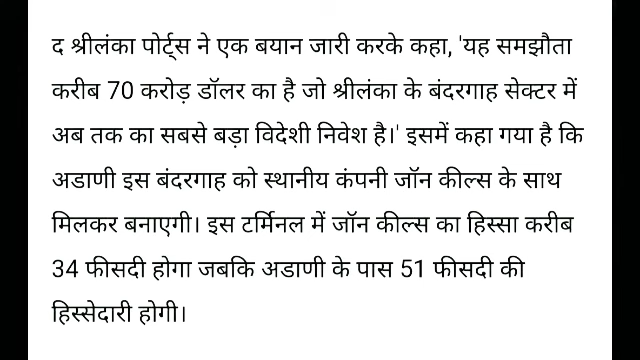 द श्रीलंका पोर्ट्स ने एक बयान जारी करके कहा, 'यह समझौता
करीब 70 करोड़ डॉलर का है जो श्रीलंका के बंदरगाह सेक्टर में
अब तक का सबसे बड़ा विदेशी निवेश है।' इसमें कहा गया है कि
अडाणी इस बंदरगाह को स्थानीय कंपनी जॉन कील्स के साथ
मिलकर बनाएगी। इस टर्मिनल में जॉन कील्स का हिस्सा करीब
34 फीसदी होगा जबकि अडाणी के पास 51 फीसदी की
हिस्सेदारी होगी।